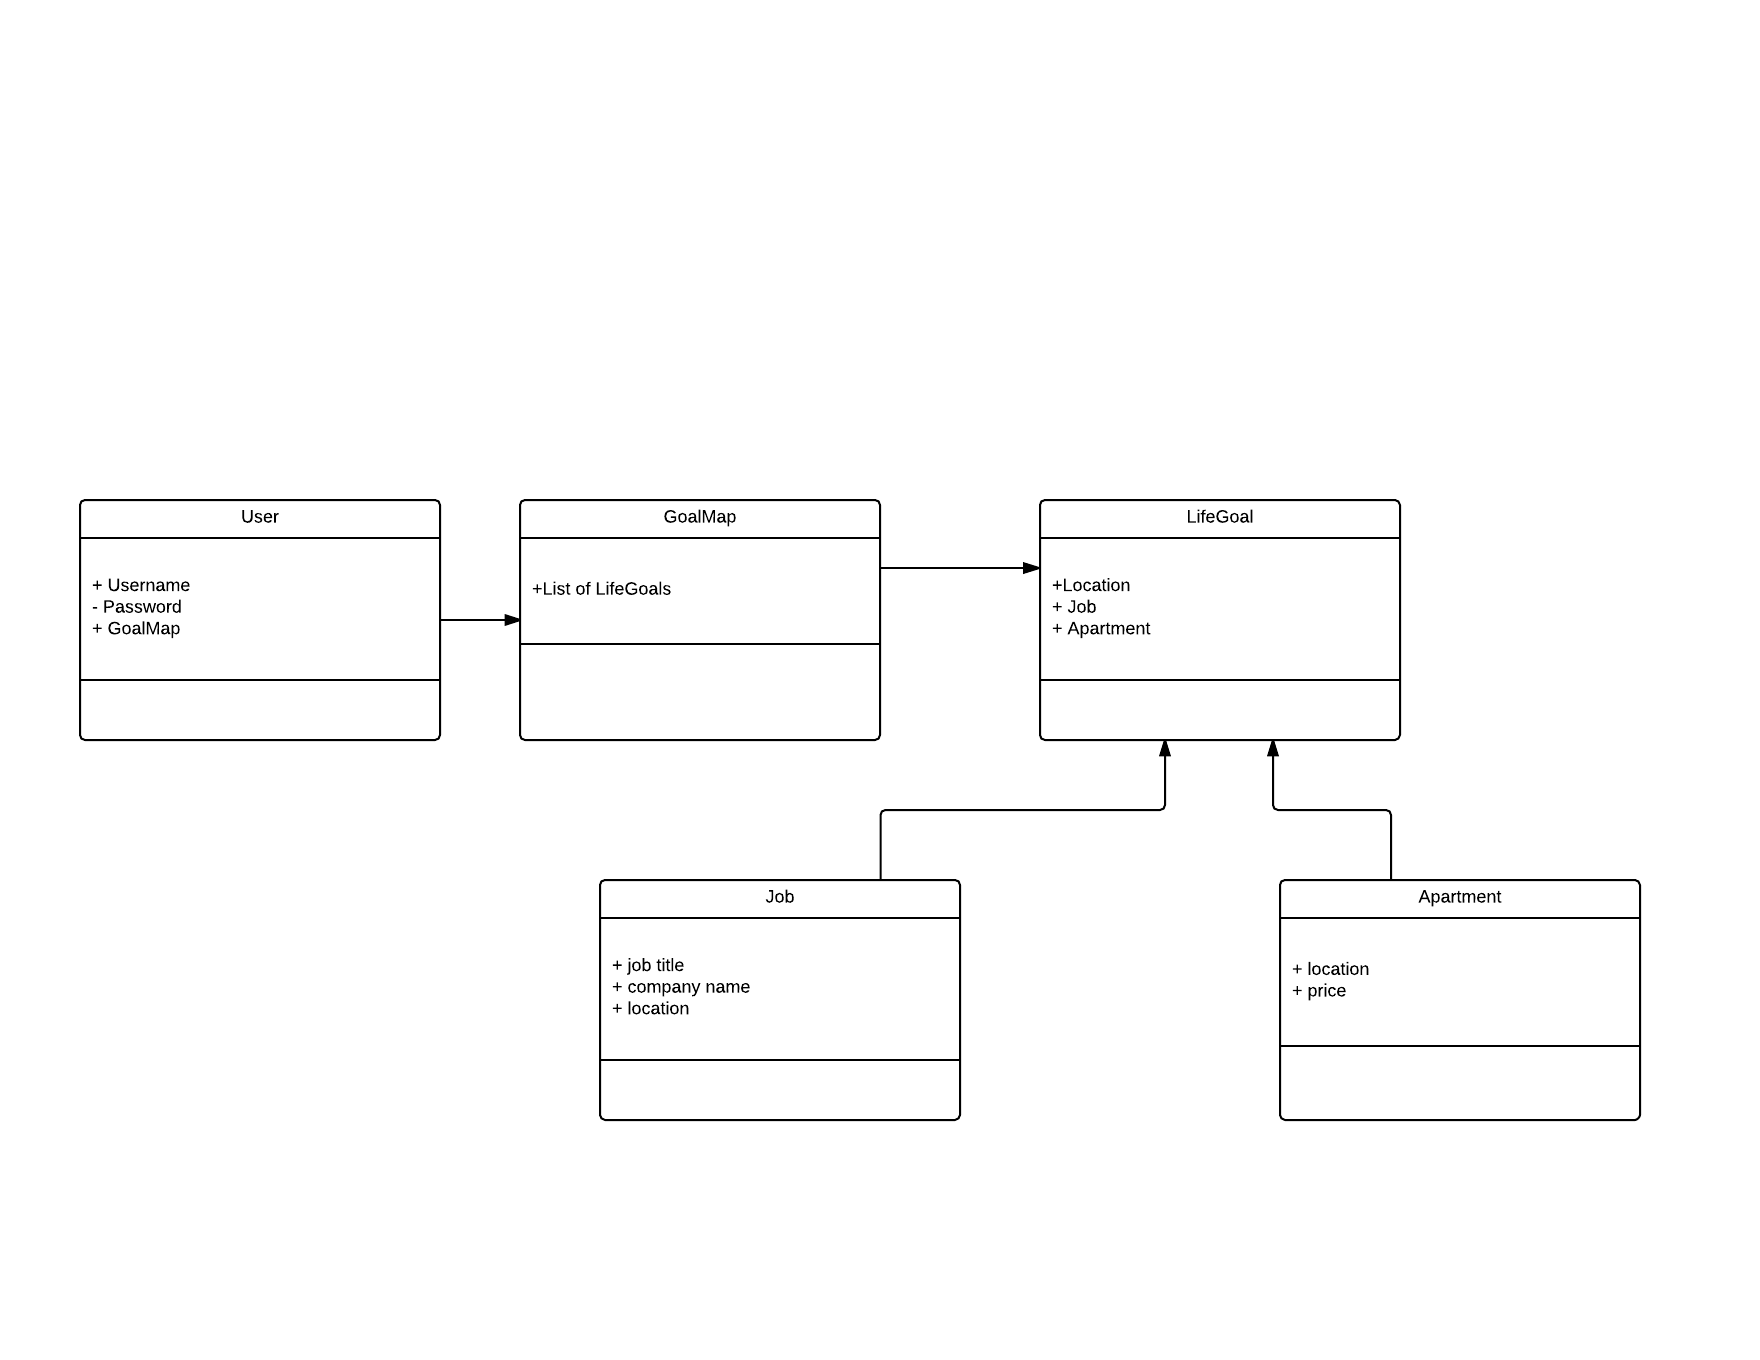 User
+ Username
- Password
+ GoalMap
GoalMap
+List of LifeGoals
LifeGoal
+Location
+ Job
+ Apartment
Job
+ job title
+ company name
+ location
Apartment
+ location
+ price